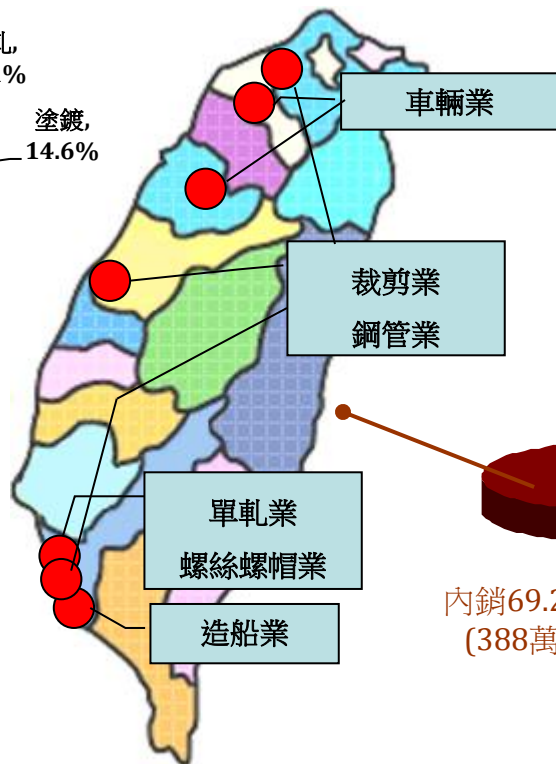 軋,
%
塗鍍,
14.6%
車輛業
裁剪業
鋼管業
單軋業
螺絲螺帽業
造船業
內銷69.2
(388萬